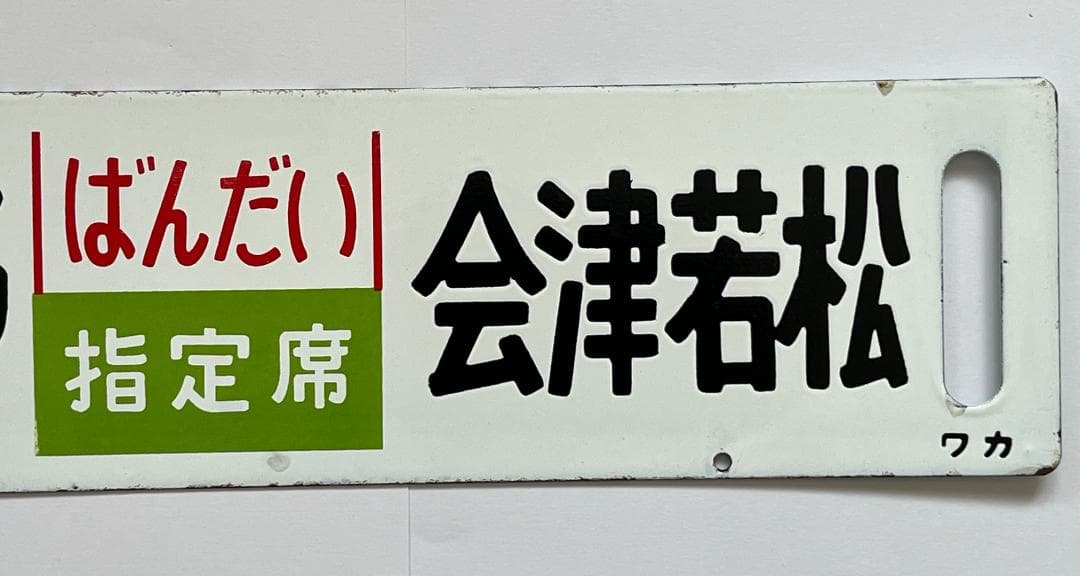 ばんだい
指定席
会津若松
ワカ